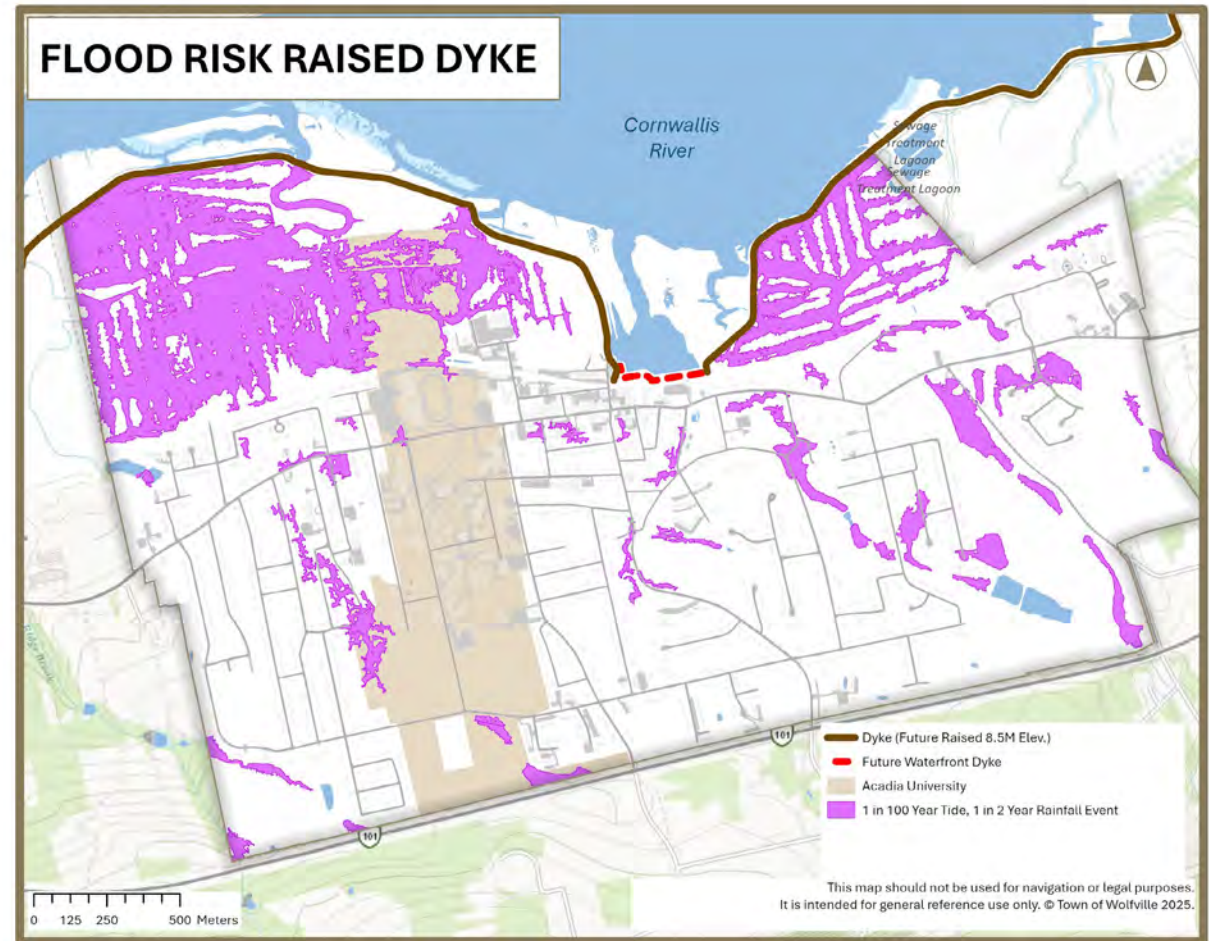 FLOOD RISK RAISED DYKE
Cornwallis
River
Sewage
Treatment
Lagoon
Sewage
Treatment Lagoon
101
101
Dyke (Future Raised 8.5M Elev.)
Future Waterfront Dyke
Acadia University
1 in 100 Year Tide, 1 in 2 Year Rainfall Event
This map should not be used for navigation or legal purposes.
It is intended for general reference use only. © Town of Wolfville 2025.
0 125 250 500 Meters